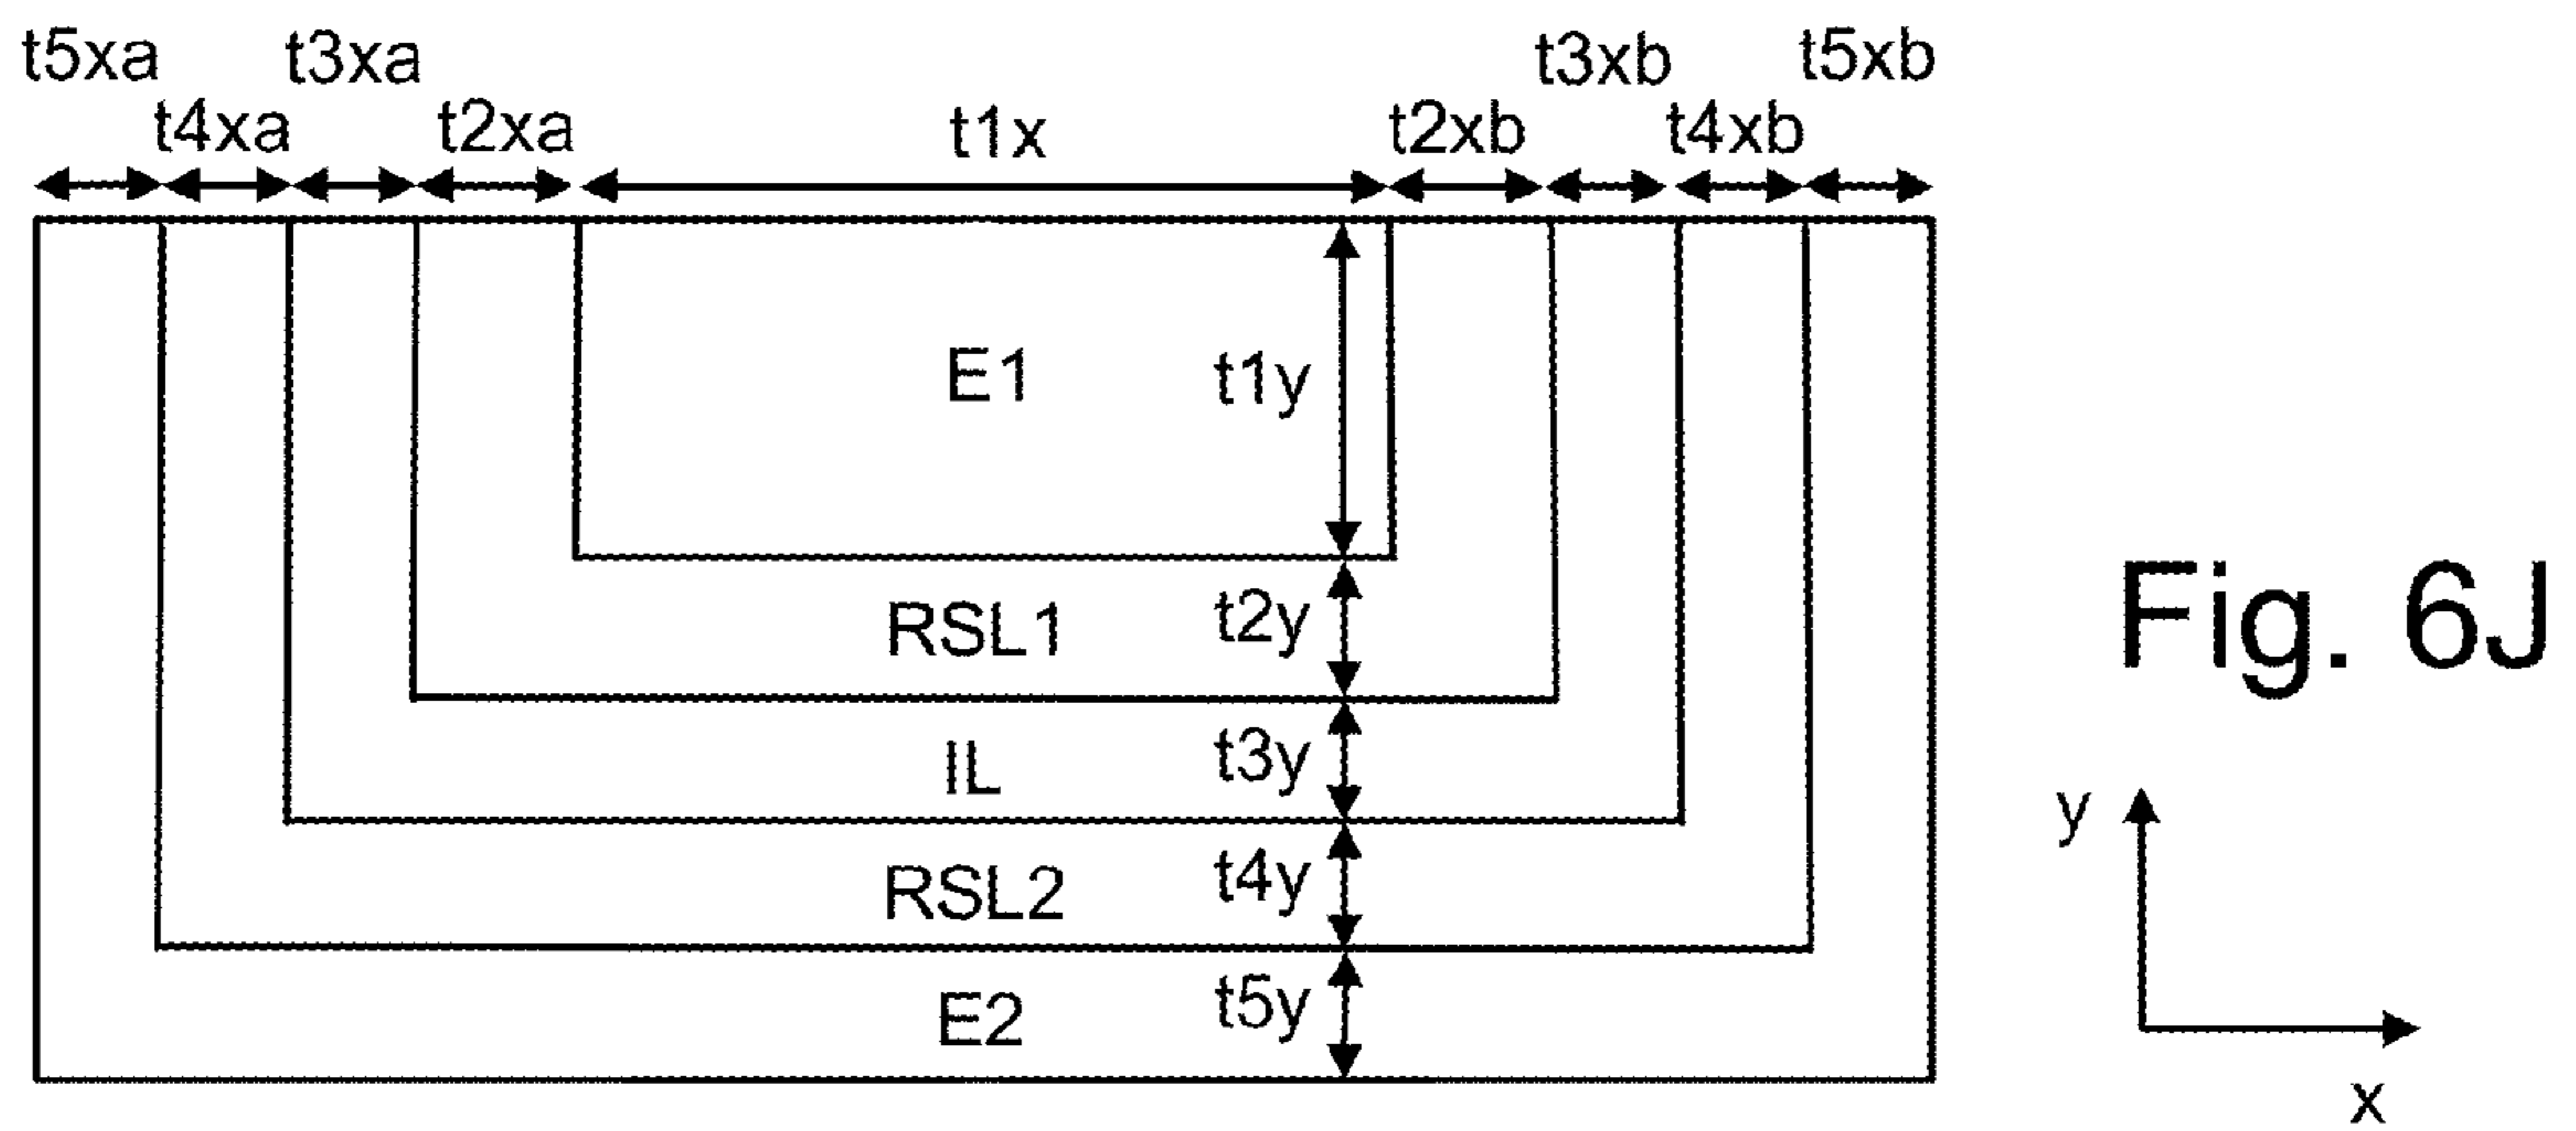 t5xa t3xa t3xb t5xb
t4xa t2xa t1x t2xb t4xb
E1 t1y
RSL1 t2y
IL t3y
RSL2 t4y
E2 t5y
Fig. 6J
y
x